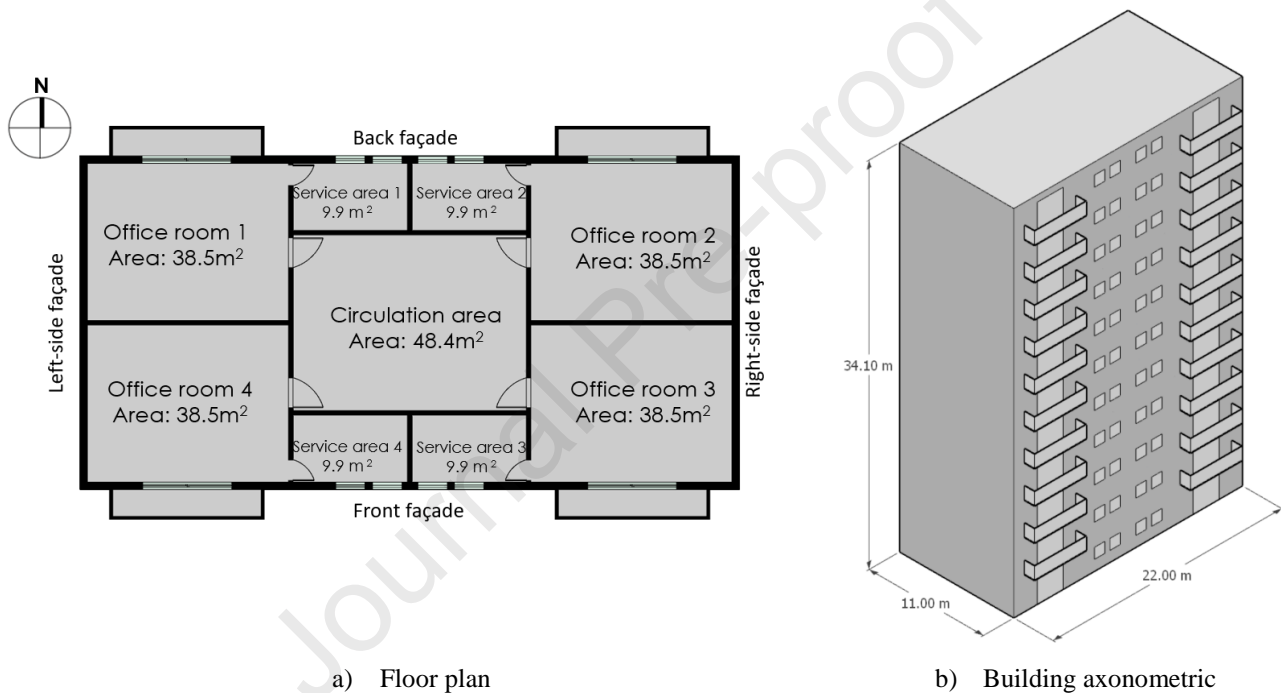 N
Back façade
Service area 1
9.9 m²
Service area 2
9.9 m²
Office room 1
Area: 38.5m²
Office room 2
Area: 38.5m²
Left-side façade
Circulation area
Area: 48.4m²
Right-side façade
Office room 4
Area: 38.5m²
Office room 3
Area: 38.5m²
Service area 4
9.9 m²
Service area 3
9.9 m²
Front façade
34.10 m
11.00 m
22.00 m
a) Floor plan
b) Building axonometric
Journal Pre-proof